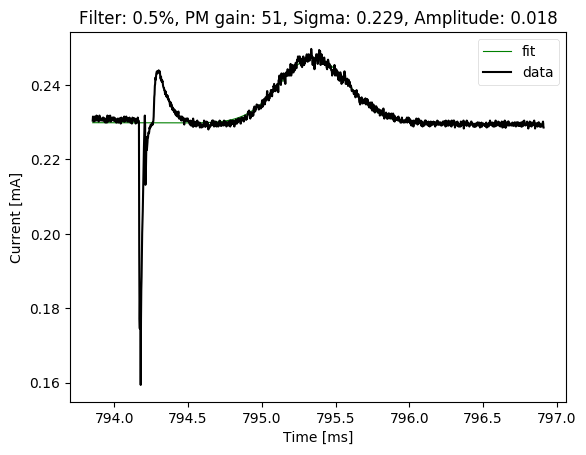 Filter: 0.5%, PM gain: 51, Sigma: 0.229, Amplitude: 0.018
fit
data
0.24
0.22
0.20
0.18
0.16
Current [mA]
794.0 794.5 795.0 795.5 796.0 796.5 797.0
Time [ms]